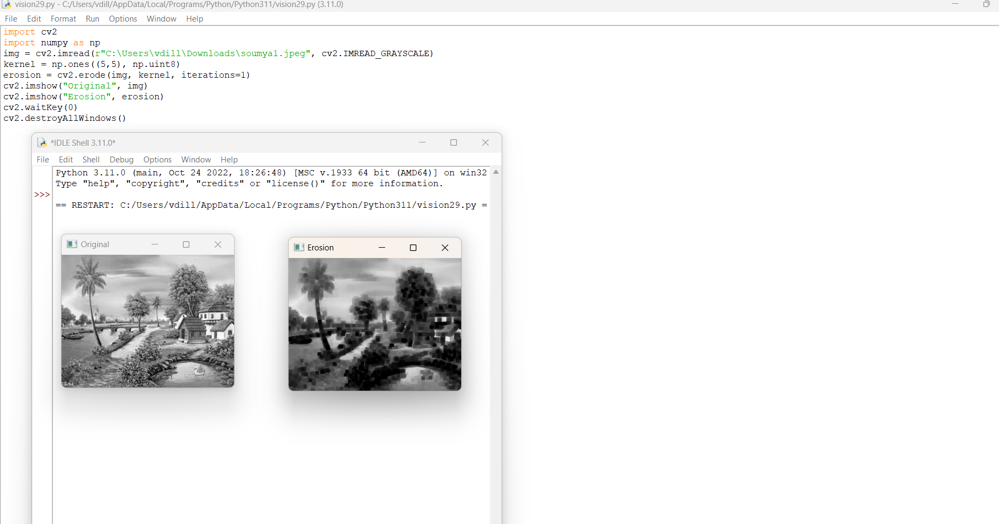 vision29.py - C:/Users/vdill/AppData/Local/Programs/Python/Python311/vision29.py (3.11.0)
File Edit Format Run Options Window Help
import cv2
import numpy as np
img = cv2.imread(r"C:\Users\vdill\Downloads\soumya1.jpeg", cv2.IMREAD_GRAYSCALE)
kernel = np.ones((5,5), np.uint8)
erosion = cv2.erode(img, kernel, iterations=1)
cv2.imshow("Original", img)
cv2.imshow("Erosion", erosion)
cv2.waitKey(0)
cv2.destroyAllWindows()
*IDLE Shell 3.11.0*
File Edit Shell Debug Options Window Help
Python 3.11.0 (main, Oct 24 2022, 18:26:48) [MSC v.1933 64 bit (AMD64)] on win32
Type "help", "copyright", "credits" or "license()" for more information.
>>>
== RESTART: C:/Users/vdill/AppData/Local/Programs/Python/Python311/vision29.py =
Original
Erosion